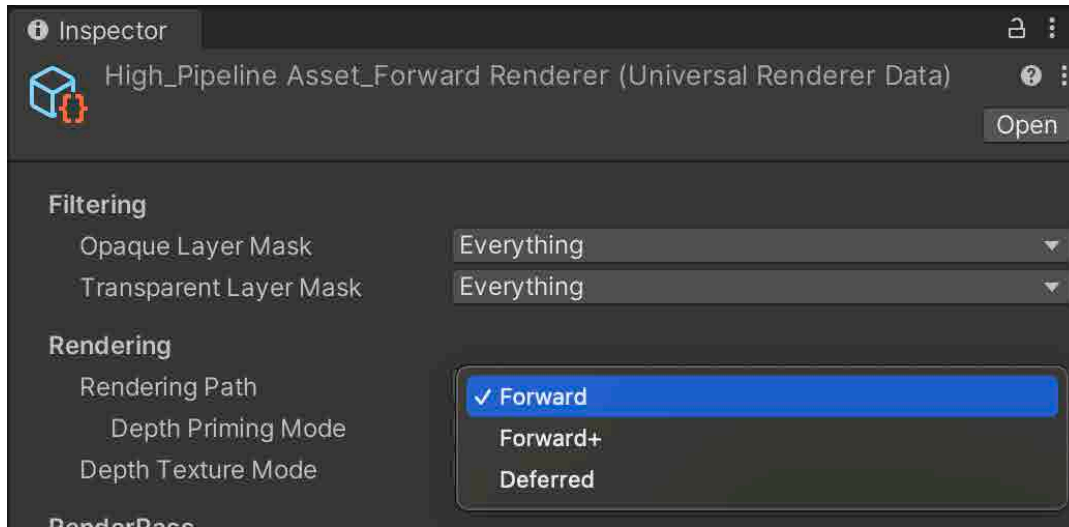 Inspector
High_Pipeline Asset_Forward Renderer (Universal Renderer Data)
Open
Filtering
Opaque Layer Mask Everything
Transparent Layer Mask Everything
Rendering
Rendering Path ✓ Forward
Depth Priming Mode Forward+
Depth Texture Mode Deferred
RenderPass